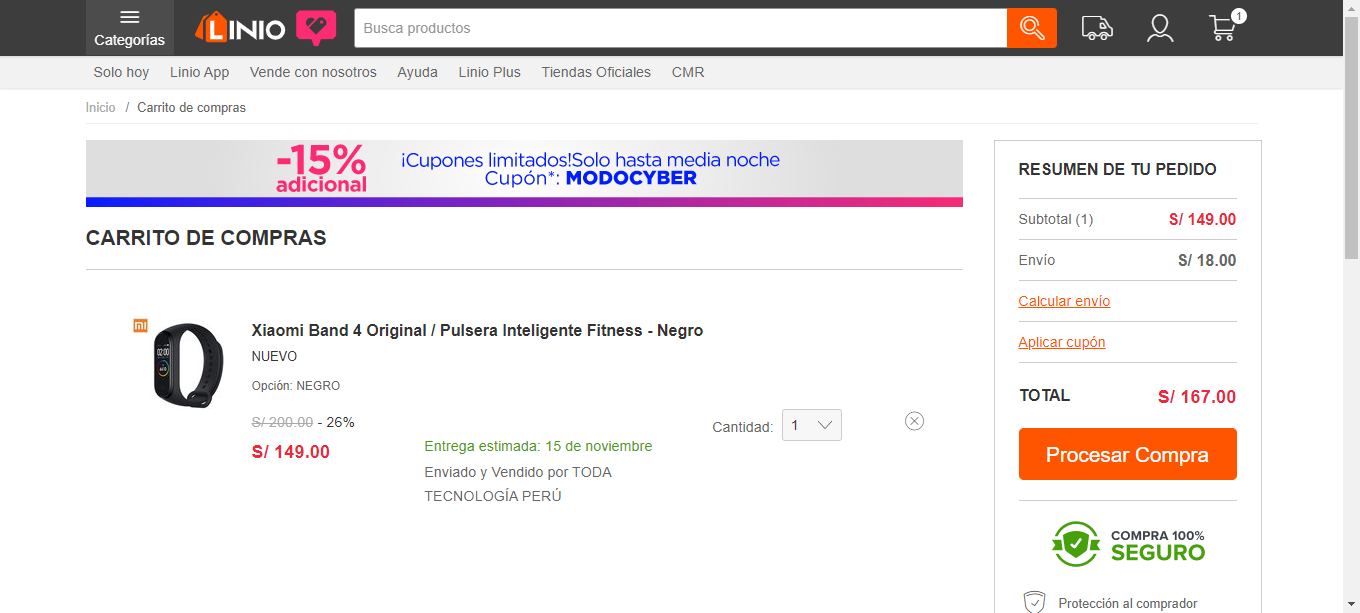 Categorías
LINIO
Busca productos
1
Solo hoy
Linio App
Vende con nosotros
Ayuda
Linio Plus
Tiendas Oficiales
CMR
Inicio / Carrito de compras
-15%
adicional
¡Cupones limitados!Solo hasta media noche
Cupón*: MODOCYBER
CARRITO DE COMPRAS
mi
02:00
Xiaomi Band 4 Original / Pulsera Inteligente Fitness - Negro
NUEVO
Opción: NEGRO
S/ 200.00 - 26%
S/ 149.00
Entrega estimada: 15 de noviembre
Enviado y Vendido por TODA
TECNOLOGÍA PERÚ
Cantidad: 1
RESUMEN DE TU PEDIDO
Subtotal (1) S/ 149.00
Envío S/ 18.00
Calcular envío
Aplicar cupón
TOTAL S/ 167.00
Procesar Compra
COMPRA 100%
SEGURO
Protección al comprador